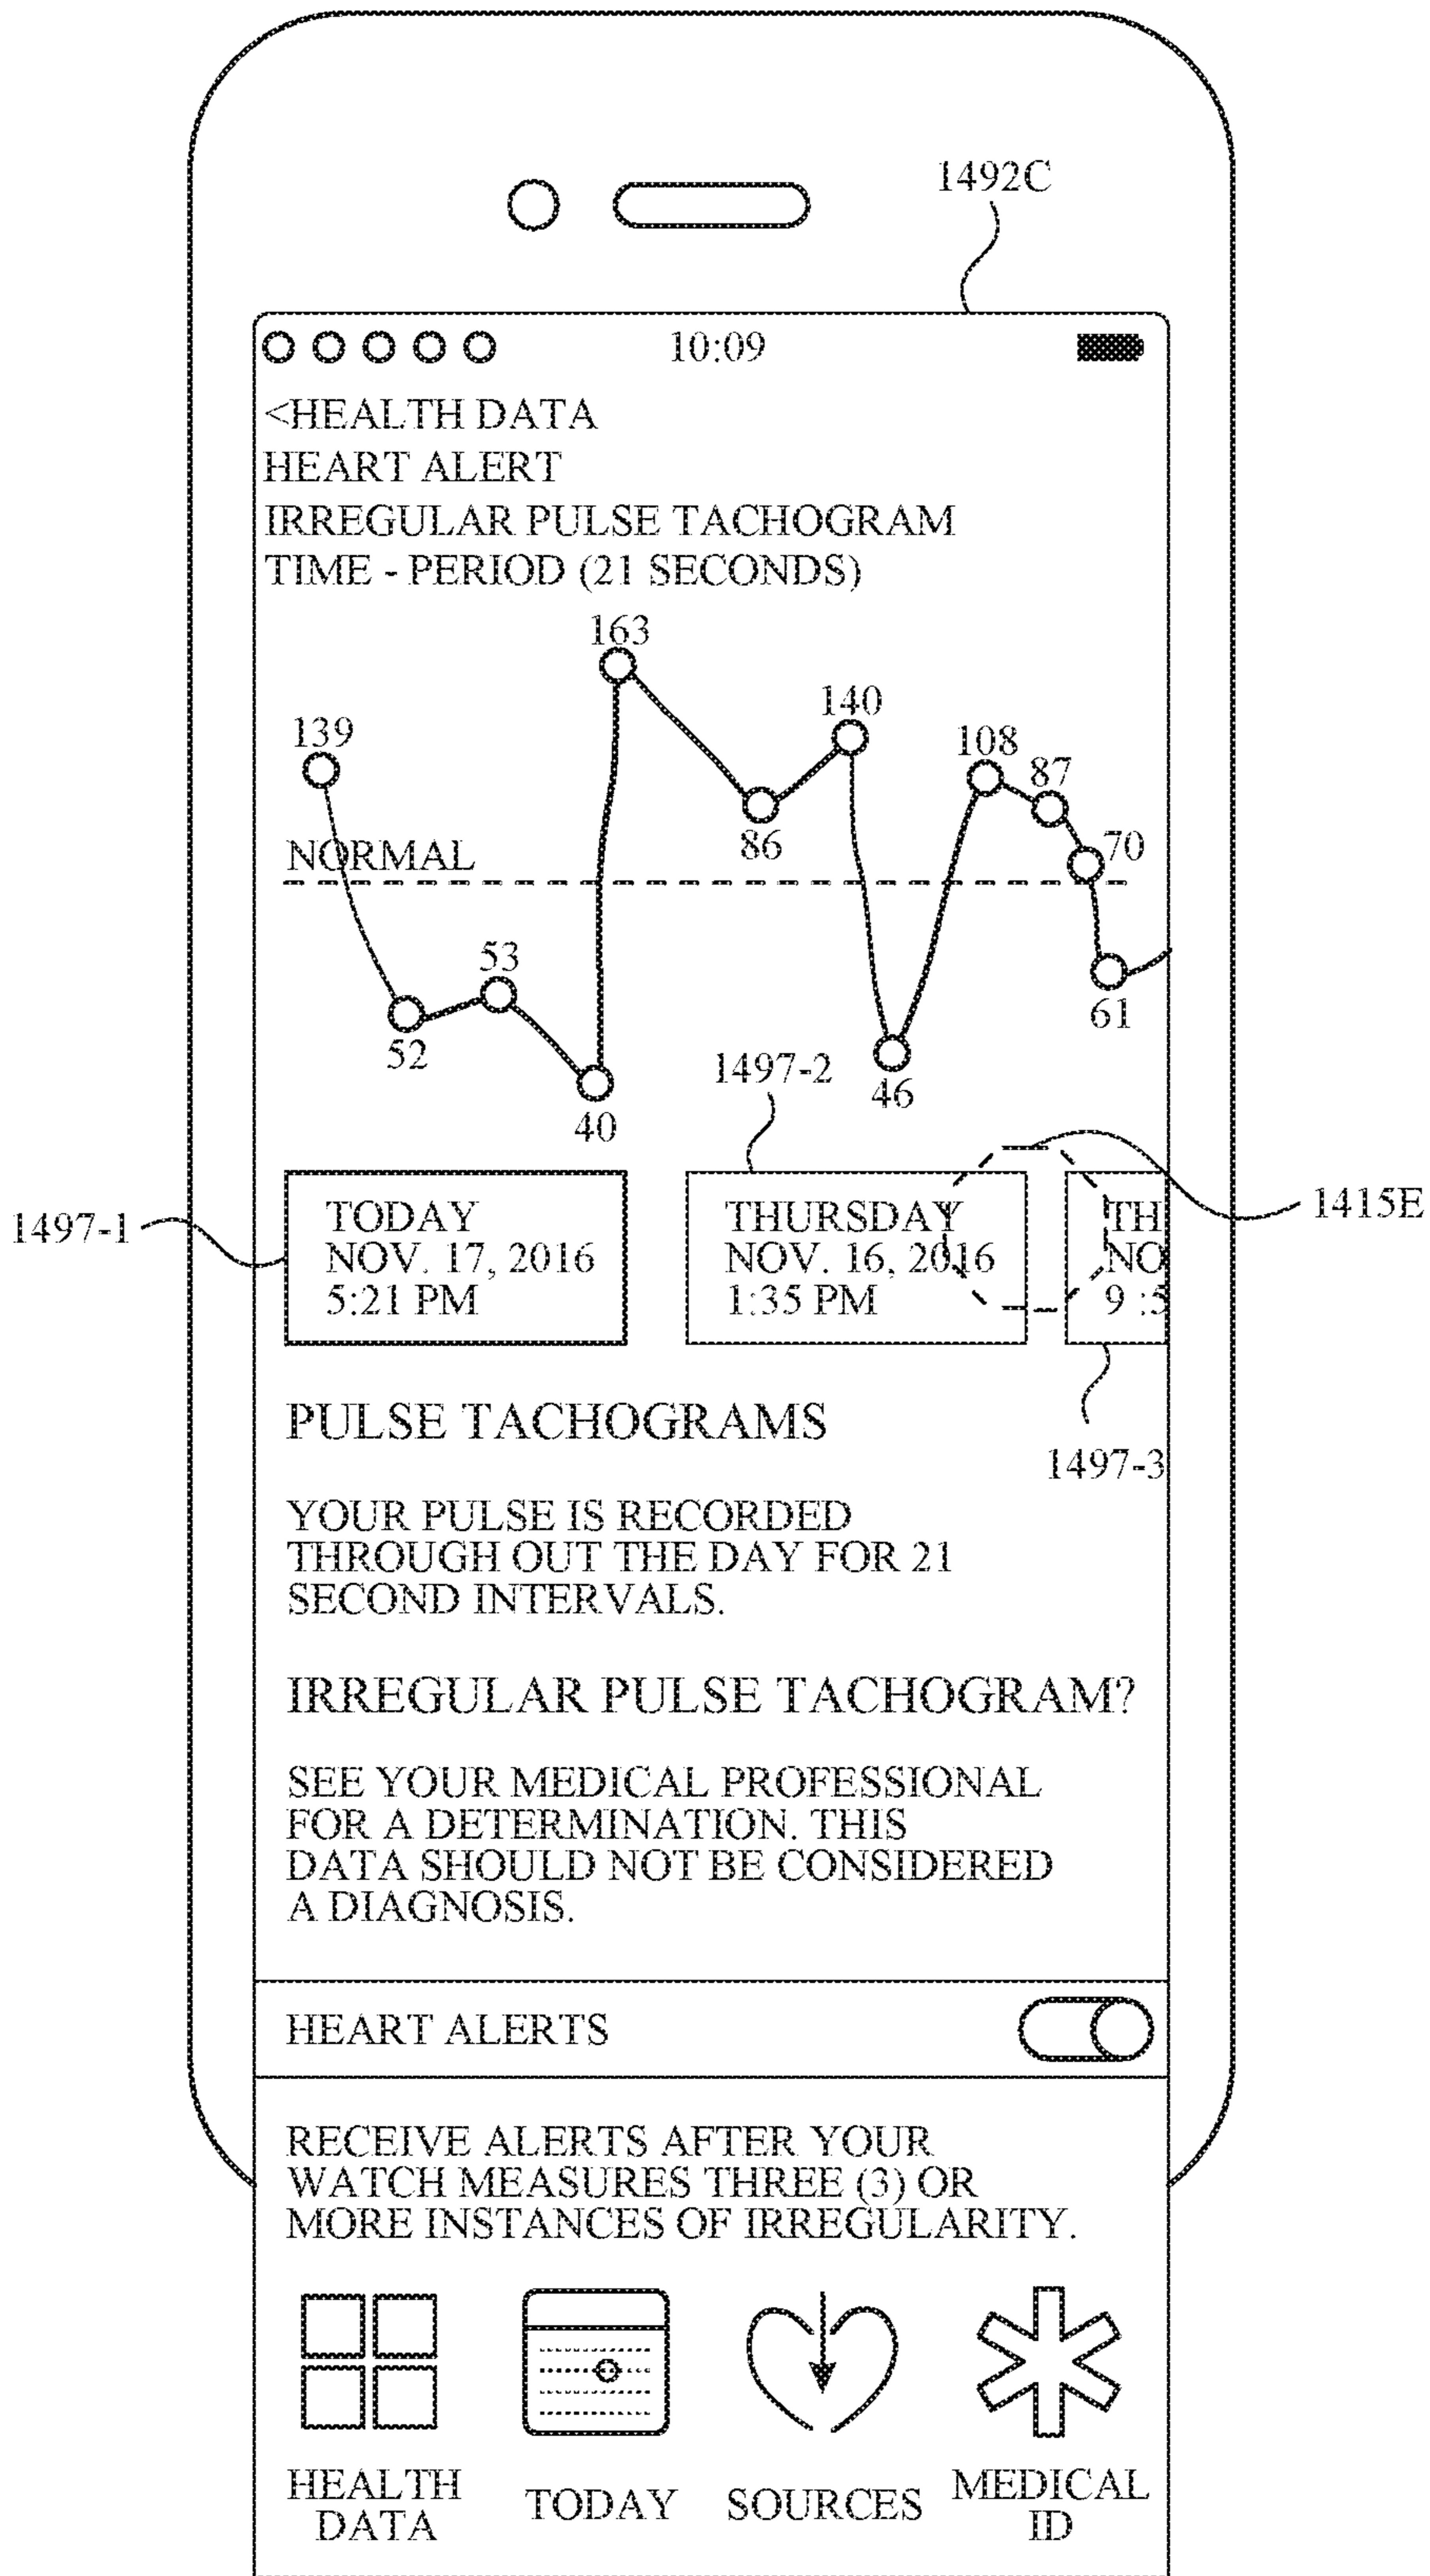 1492C
10:09
<HEALTH DATA
HEART ALERT
IRREGULAR PULSE TACHOGRAM
TIME - PERIOD (21 SECONDS)
163
140
139
108
87
86
70
NORMAL
53
61
52
1497-2
46
40
1497-1
1415E
TODAY
NOV. 17, 2016
5:21 PM
THURSDAY
NOV. 16, 2016
1:35 PM
TH
NO
9 :5
1497-3
PULSE TACHOGRAMS
YOUR PULSE IS RECORDED
THROUGH OUT THE DAY FOR 21
SECOND INTERVALS.
IRREGULAR PULSE TACHOGRAM?
SEE YOUR MEDICAL PROFESSIONAL
FOR A DETERMINATION. THIS
DATA SHOULD NOT BE CONSIDERED
A DIAGNOSIS.
HEART ALERTS
RECEIVE ALERTS AFTER YOUR
WATCH MEASURES THREE (3) OR
MORE INSTANCES OF IRREGULARITY.
HEALTH
DATA
TODAY
SOURCES
MEDICAL
ID